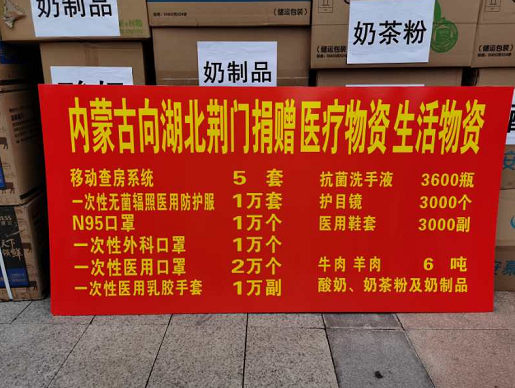 奶制品
奶茶粉
奶制品
内蒙古向湖北荆门捐赠 医疗物资 生活物资
移动查房系统 5 套
一次性无菌辐照医用防护服 1万套
N95口罩 1万个
一次性外科口罩 1万个
一次性医用口罩 2万个
一次性医用乳胶手套 1万副
抗菌洗手液 3600瓶
护目镜 3000个
医用鞋套 3000副
牛肉 羊肉 6 吨
酸奶、奶茶粉及奶制品